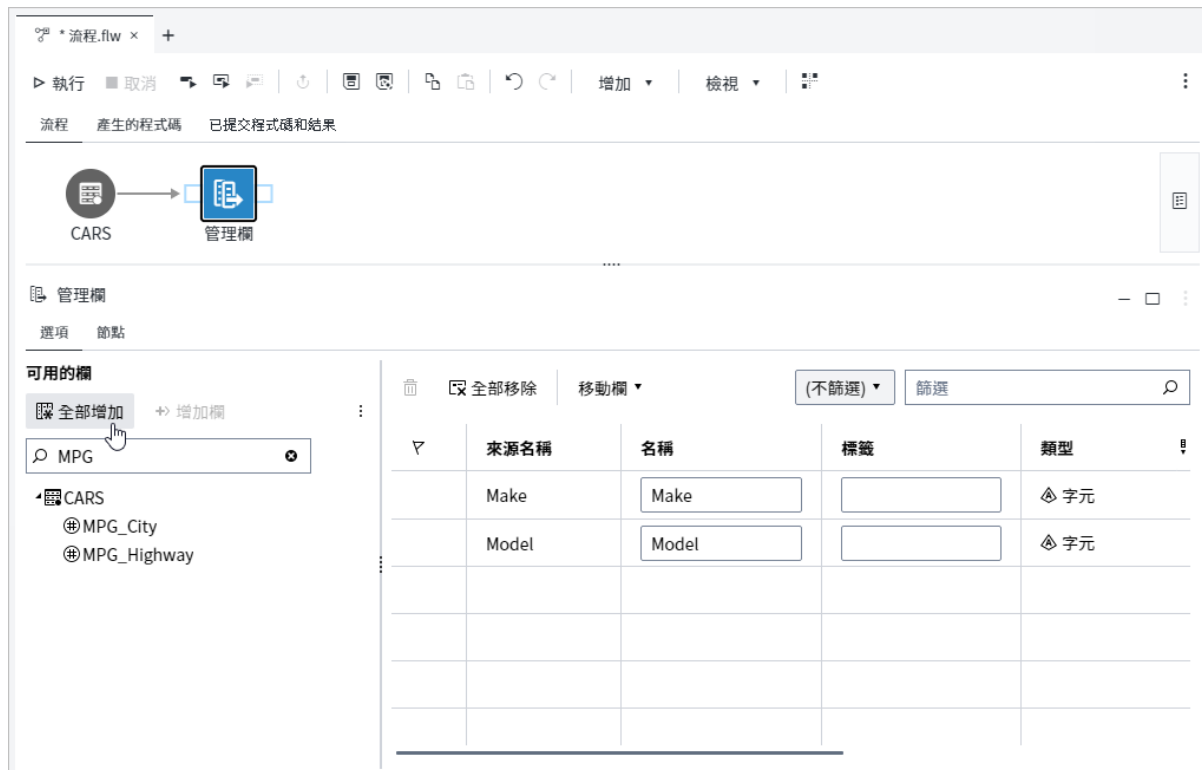 * 流程.flw × +
執行 取消 增加 檢視
流程 產生的程式碼 已提交程式碼和結果
CARS 管理欄
管理欄
選項 節點
可用的欄
全部增加 增加欄
全部移除 移動欄 (不篩選) 篩選
MPG
CARS
MPG_City
MPG_Highway
來源名稱 名稱 標籤 類型
Make Make 字元
Model Model 字元